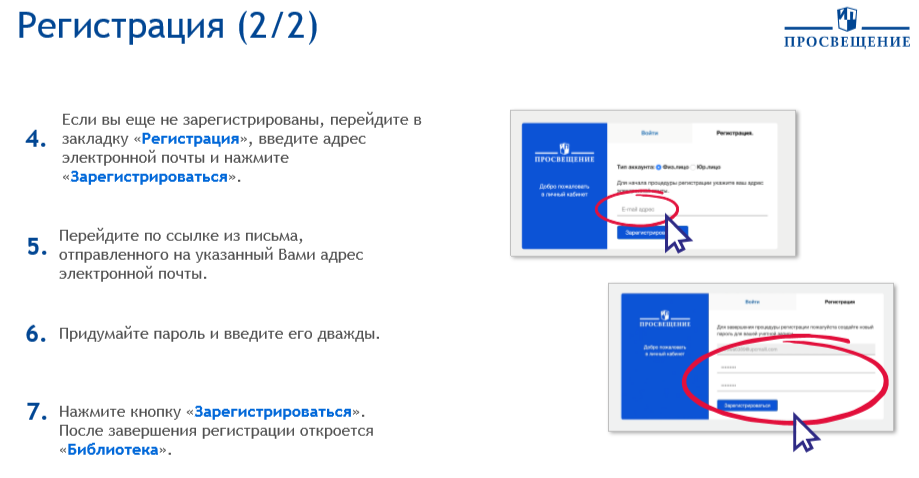 Регистрация (2/2)
ПРОСВЕЩЕНИЕ
4. Если вы еще не зарегистрированы, перейдите в
закладку «Регистрация», введите адрес
электронной почты и нажмите
«Зарегистрироваться».
5. Перейдите по ссылке из письма,
отправленного на указанный Вами адрес
электронной почты.
6. Придумайте пароль и введите его дважды.
7. Нажмите кнопку «Зарегистрироваться».
После завершения регистрации откроется
«Библиотека».
ПРОСВЕЩЕНИЕ
Добро пожаловать
в личный кабинет
Войти Регистрация.
Тип аккаунта: Физ.лицо Юр.лицо
Для начала процедуры регистрации укажите ваш адрес
E-mail адрес
ПРОСВЕЩЕНИЕ
Добро пожаловать
в личный кабинет
Войти Регистрация
Для завершения процедуры регистрации пожалуйста создайте новый
пароль для вашей учетной записи.
Зарегистрироваться